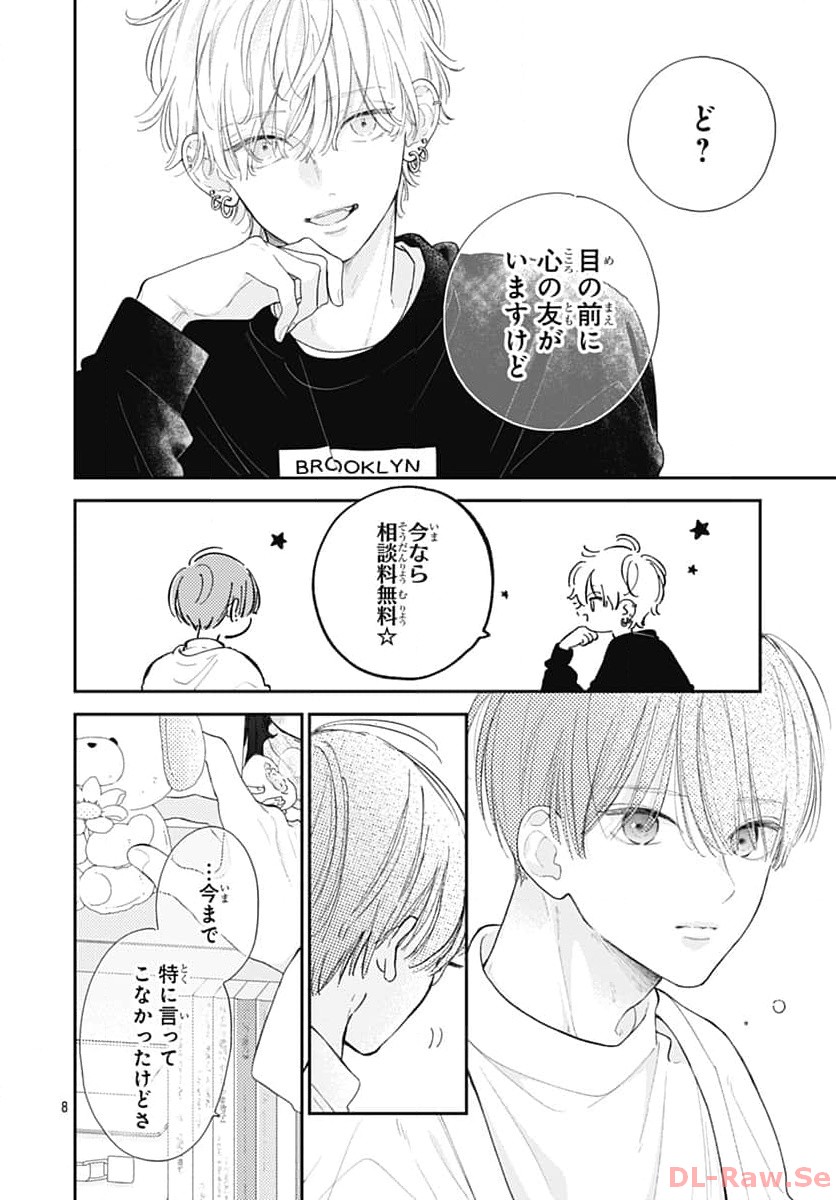 ど?
目の前に
心の友が
いますけど
BROOKLYN
今なら
相談料無料☆
…今まで
特に言って
こなかったけどさ
8
DL-Raw.Se